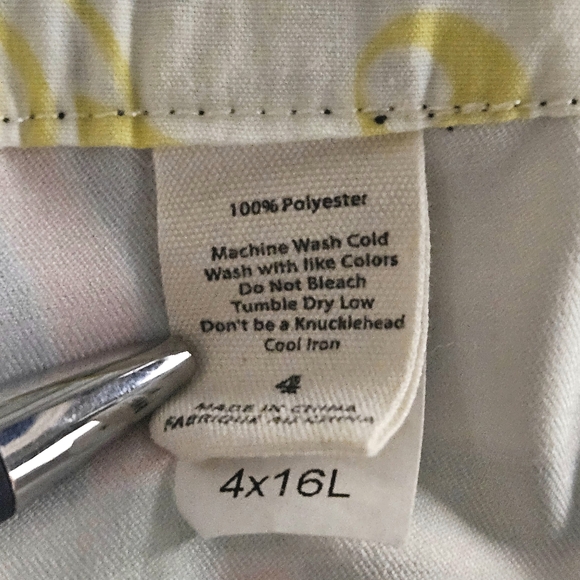 100% Polyester
Machine Wash Cold
Wash with like Colors
Do Not Bleach
Tumble Dry Low
Don't be a Knucklehead
Cool Iron
4
MADE IN CHINA
FABRIQUE AU CHINA
4x16L